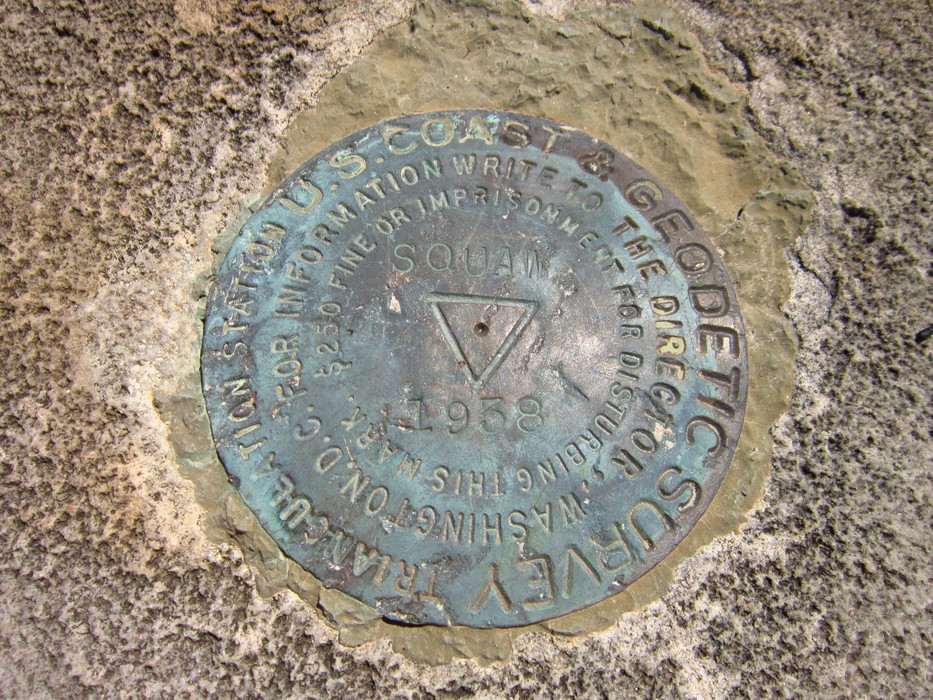 U.S. COAST & GEODETIC SURVEY
TRIANGULATION STATION
FOR INFORMATION WRITE TO THE DIRECTOR, WASHINGTON, D.C.
$250 FINE OR IMPRISONMENT FOR DISTURBING THIS MARK.
SQUAW
1938